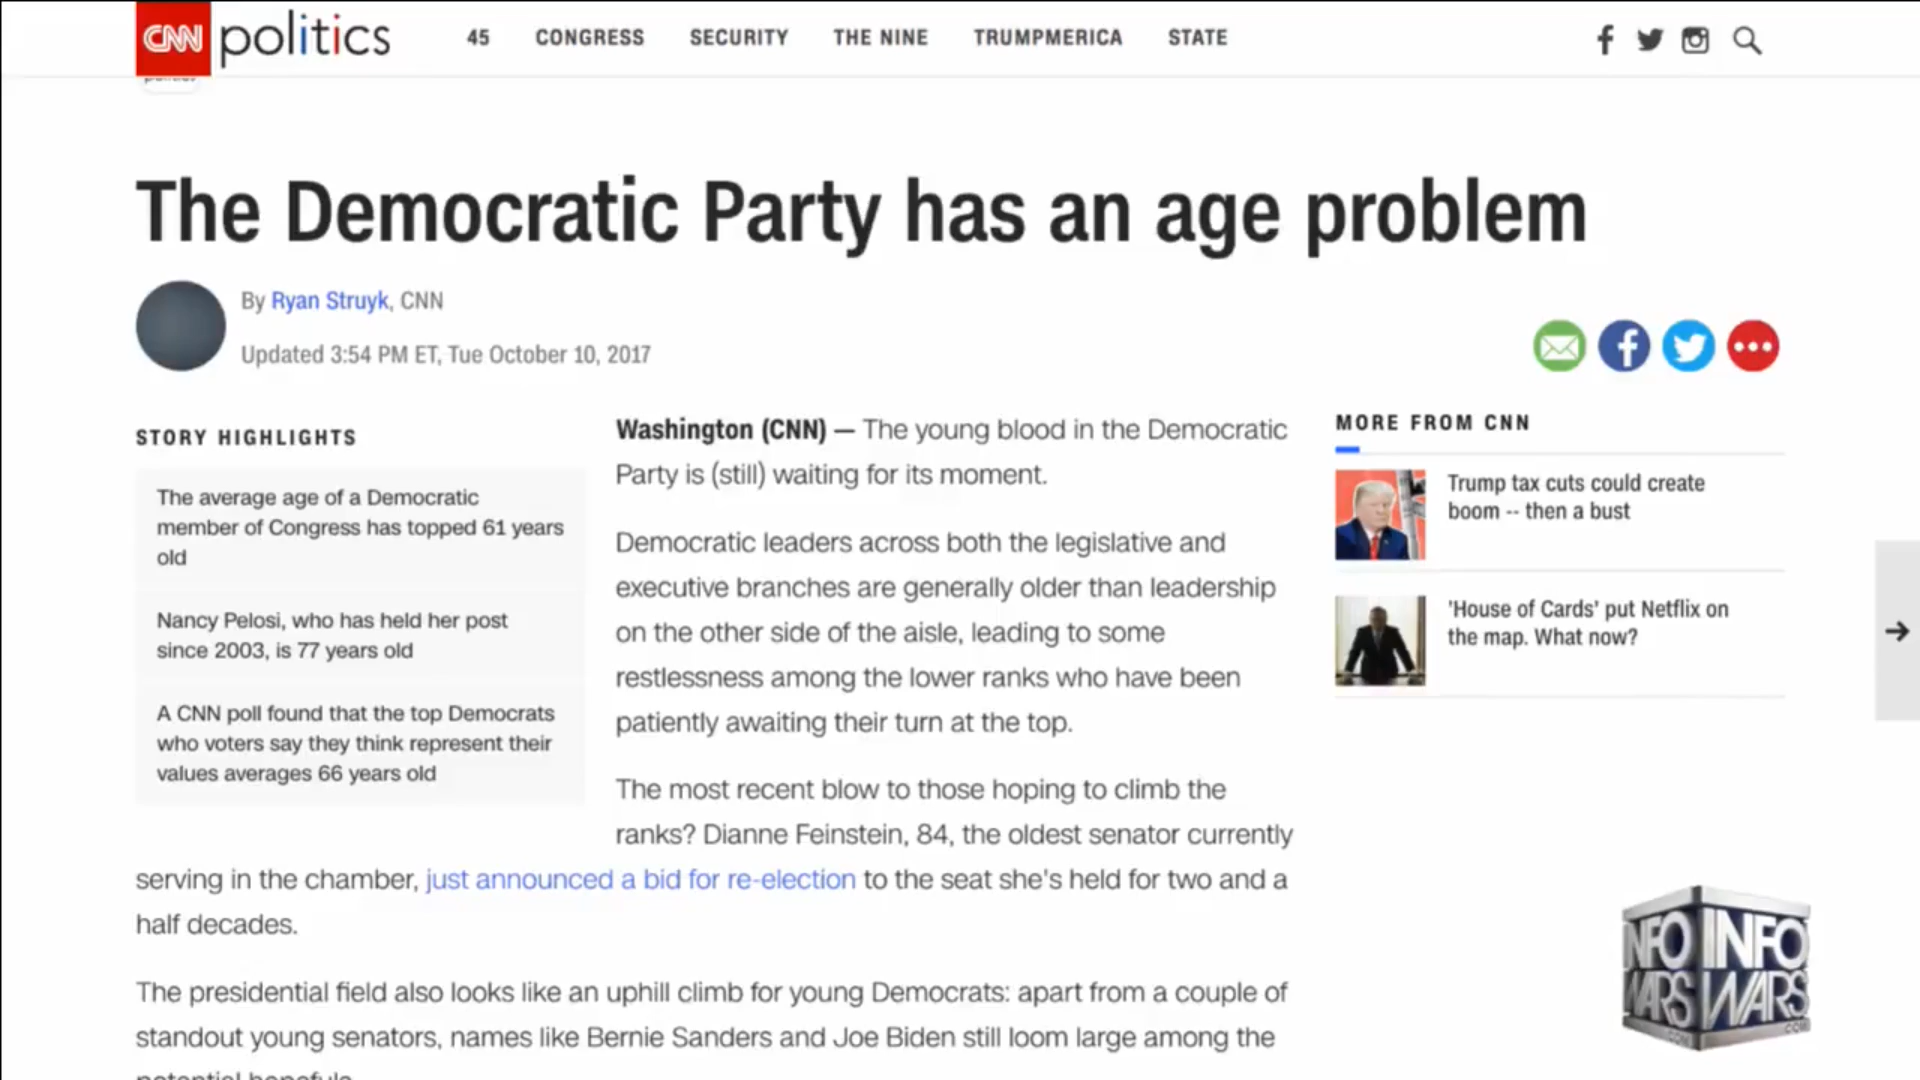 CNN politics 45 CONGRESS SECURITY THE NINE TRUMPMERICA STATE
The Democratic Party has an age problem
By Ryan Struyk, CNN
Updated 3:54 PM ET, Tue October 10, 2017
STORY HIGHLIGHTS
The average age of a Democratic
member of Congress has topped 61 years
old
Nancy Pelosi, who has held her post
since 2003, is 77 years old
A CNN poll found that the top Democrats
who voters say they think represent their
values averages 66 years old
Washington (CNN) — The young blood in the Democratic
Party is (still) waiting for its moment.
Democratic leaders across both the legislative and
executive branches are generally older than leadership
on the other side of the aisle, leading to some
restlessness among the lower ranks who have been
patiently awaiting their turn at the top.
The most recent blow to those hoping to climb the
ranks? Dianne Feinstein, 84, the oldest senator currently
serving in the chamber, just announced a bid for re-election to the seat she's held for two and a
half decades.
The presidential field also looks like an uphill climb for young Democrats: apart from a couple of
standout young senators, names like Bernie Sanders and Joe Biden still loom large among the
MORE FROM CNN
Trump tax cuts could create
boom -- then a bust
'House of Cards' put Netflix on
the map. What now?
INFO INFO
WARS WARS
.COM .COM